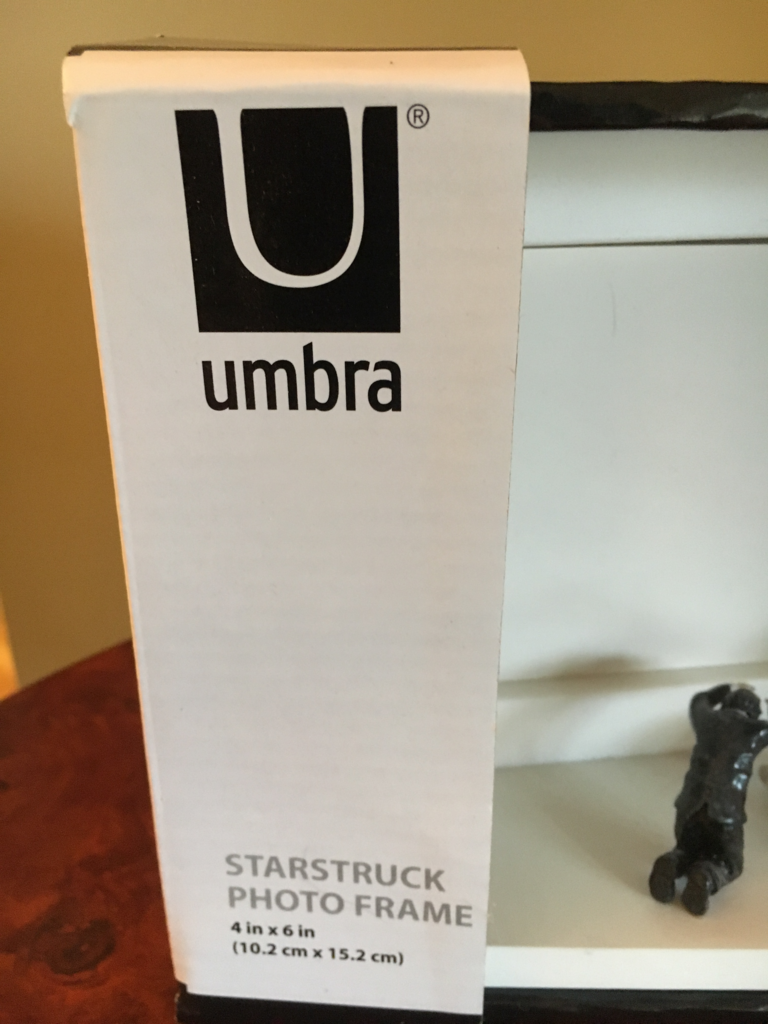 U®
umbra
STARSTRUCK
PHOTO FRAME
4 in x 6 in
(10.2 cm x 15.2 cm)